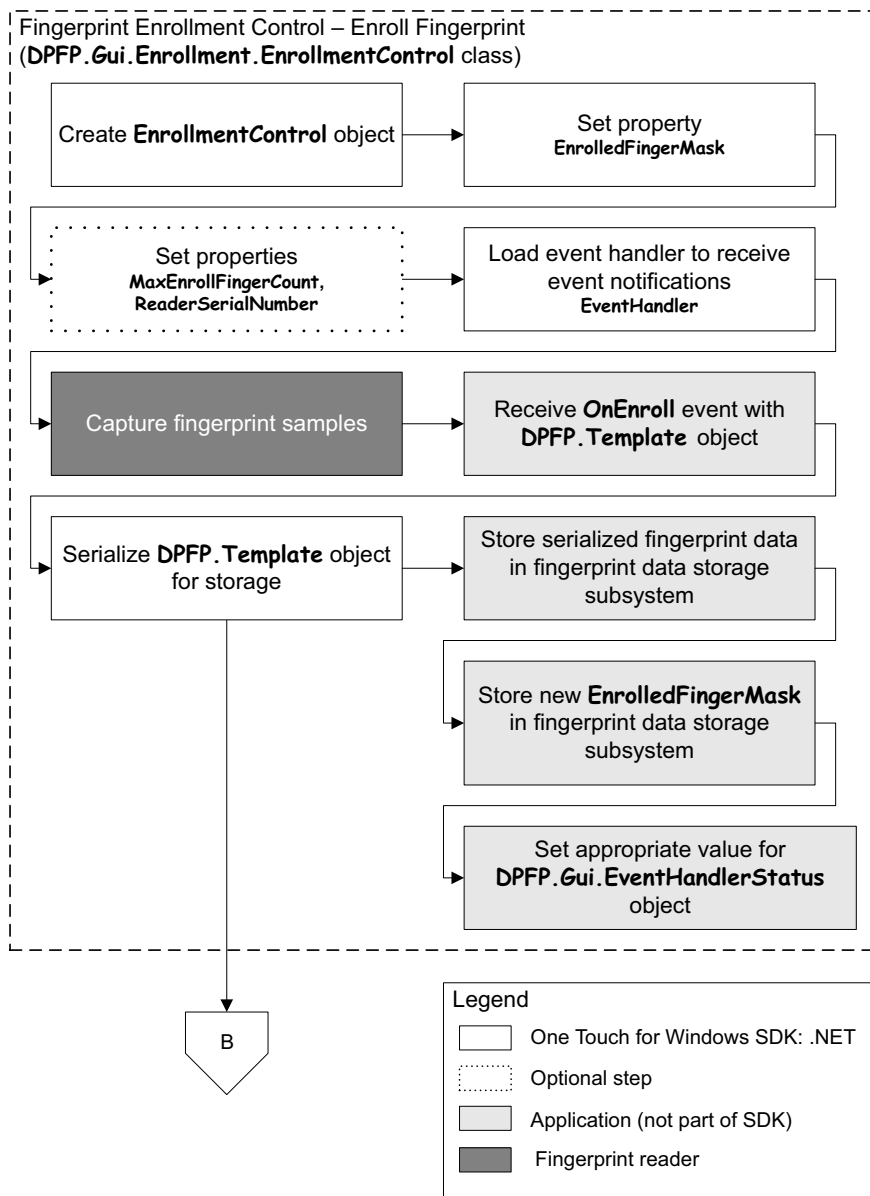 Fingerprint Enrollment Control – Enroll Fingerprint
(DPFP.Gui.Enrollment.EnrollmentControl class)
Create EnrollmentControl object
Set property
EnrolledFingerMask
Set properties
MaxEnrollFingerCount,
ReaderSerialNumber
Load event handler to receive
event notifications
EventHandler
Capture fingerprint samples
Receive OnEnroll event with
DPFP.Template object
Serialize DPFP.Template object
for storage
Store serialized fingerprint data
in fingerprint data storage
subsystem
Store new EnrolledFingerMask
in fingerprint data storage
subsystem
Set appropriate value for
DPFP.Gui.EventHandlerStatus
object
B
Legend
One Touch for Windows SDK: .NET
Optional step
Application (not part of SDK)
Fingerprint reader